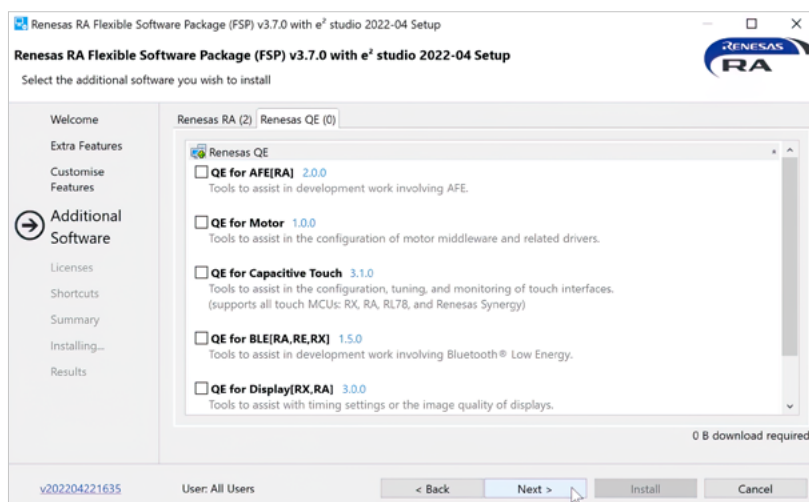 Renesas RA Flexible Software Package (FSP) v3.7.0 with e² studio 2022-04 Setup
Renesas RA Flexible Software Package (FSP) v3.7.0 with e² studio 2022-04 Setup
Select the additional software you wish to install
RENESAS
RA
Welcome
Extra Features
Customise
Features
Additional
Software
Licenses
Shortcuts
Summary
Installing...
Results
Renesas RA (2) Renesas QE (0)
Renesas QE
QE for AFE[RA] 2.0.0
Tools to assist in development work involving AFE.
QE for Motor 1.0.0
Tools to assist in the configuration of motor middleware and related drivers.
QE for Capacitive Touch 3.1.0
Tools to assist in the configuration, tuning, and monitoring of touch interfaces.
(supports all touch MCUs: RX, RA, RL78, and Renesas Synergy)
QE for BLE[RA,RE,RX] 1.5.0
Tools to assist in development work involving Bluetooth® Low Energy.
QE for Display[RX,RA] 3.0.0
Tools to assist with timing settings or the image quality of displays.
0 B download required
v202204221635 User: All Users < Back Next > Install Cancel